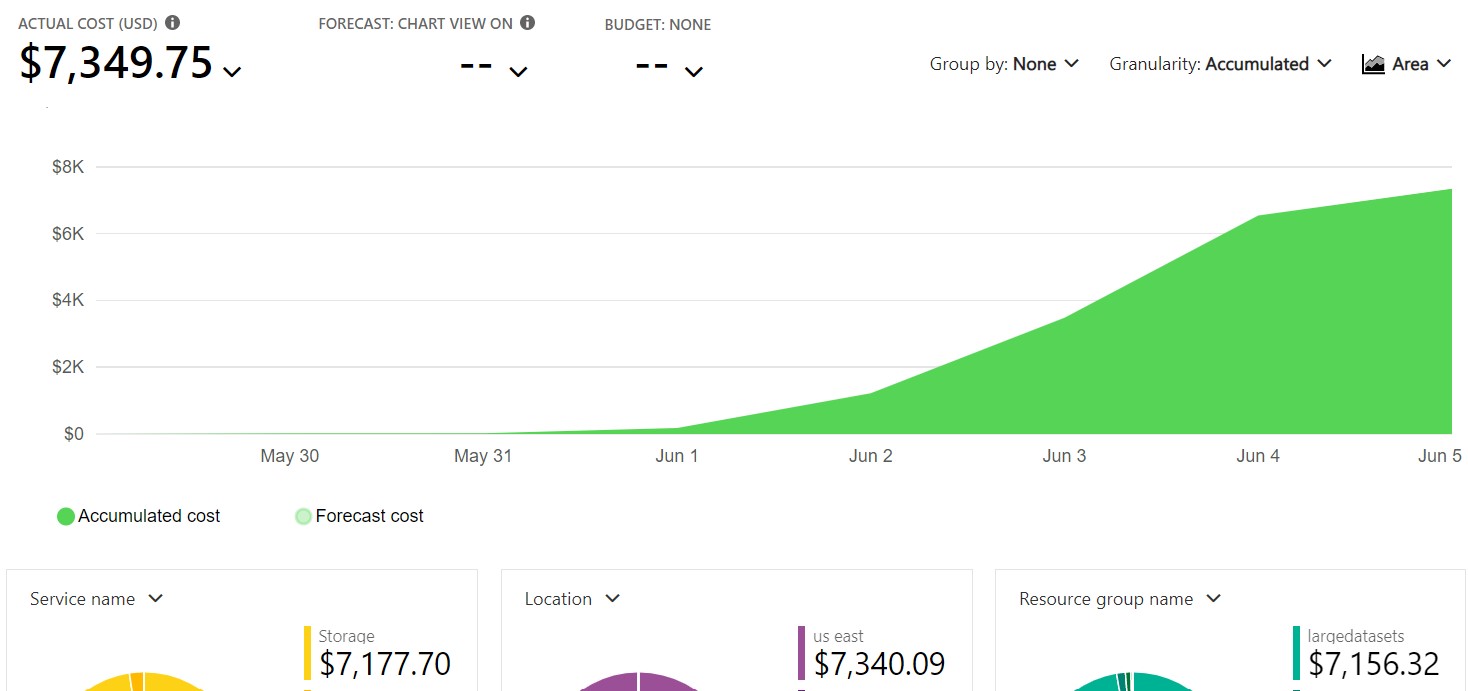 ACTUAL COST (USD) FORECAST: CHART VIEW ON BUDGET: NONE
$7,349.75 -- --
Group by: None Granularity: Accumulated Area
$8K
$6K
$4K
$2K
$0
May 30 May 31 Jun 1 Jun 2 Jun 3 Jun 4 Jun 5
Accumulated cost Forecast cost
Service name Location Resource group name
Storage us east largedatasets
$7,177.70 $7,340.09 $7,156.32